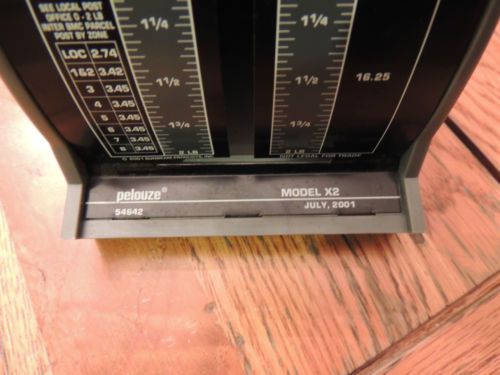 SEE LOCAL POST
OFFICE 0 - 2 LB
INTER BMC PARCEL
POST BY ZONE
LOC 2.74
1&2 3.42
3 3.45
4 3.45
5 3.45
6 3.45
7 3.45
8 3.45
1 1/4
1 1/2
1 3/4
2 LB
1 1/4
1 1/2
1 3/4
2 LB
16.25
© 2001 PRODUCTS, INC
NOT LEGAL FOR TRADE
pelouze®
54642
MODEL X2
JULY, 2001